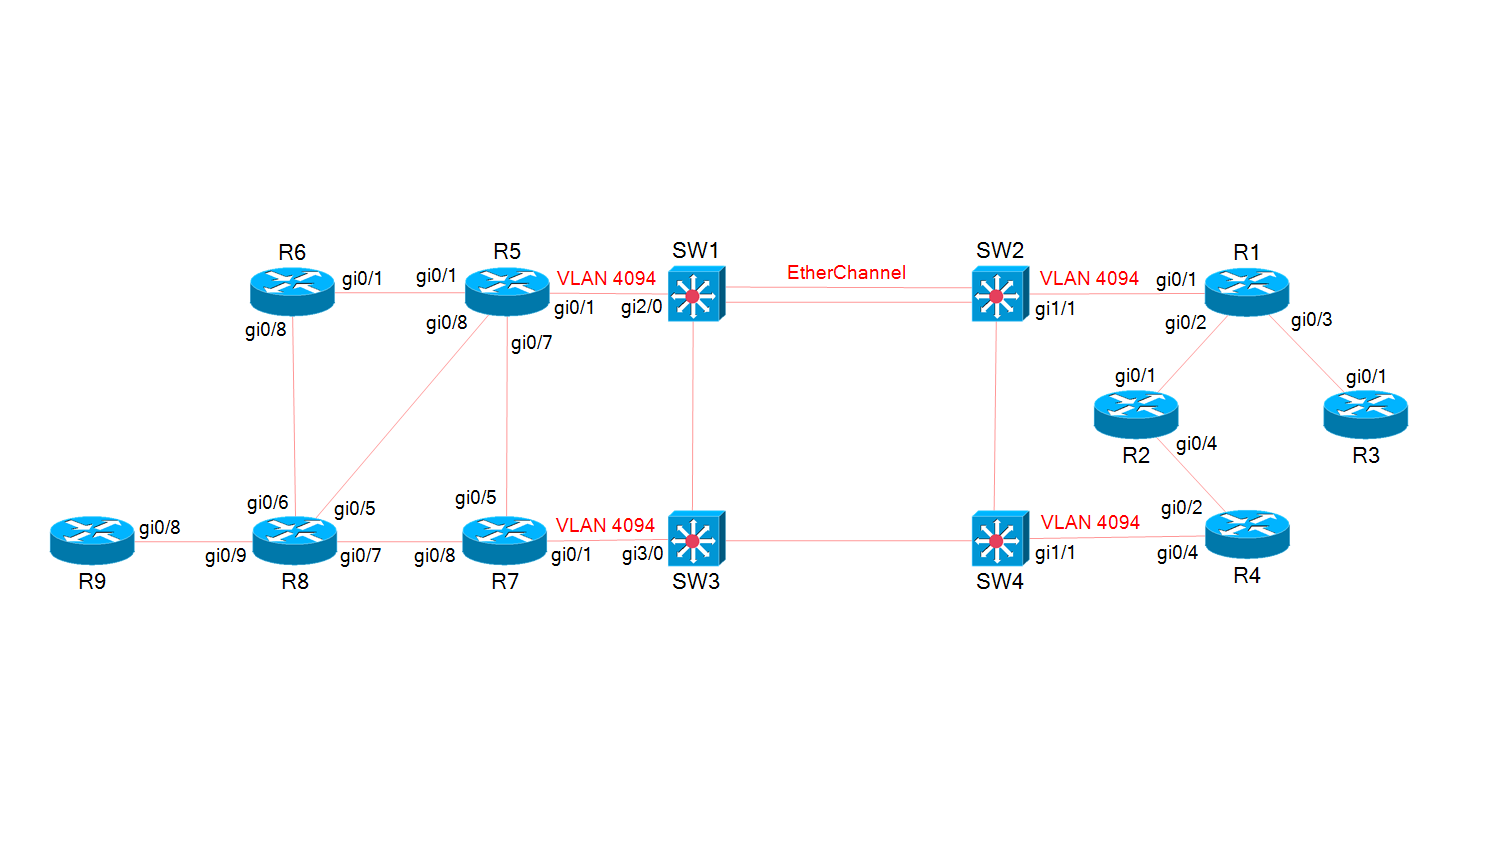 R6
R5
SW1
SW2
R1
gi0/1
gi0/1
VLAN 4094
EtherChannel
VLAN 4094
gi0/1
gi0/8
gi0/8
gi0/1
gi2/0
gi1/1
gi0/2
gi0/3
gi0/7
gi0/1
gi0/1
R2
gi0/4
R3
gi0/8
gi0/6
gi0/5
gi0/5
VLAN 4094
VLAN 4094
gi0/2
gi0/9
gi0/7
gi0/8
gi0/1
gi3/0
gi1/1
gi0/4
R9
R8
R7
SW3
SW4
R4